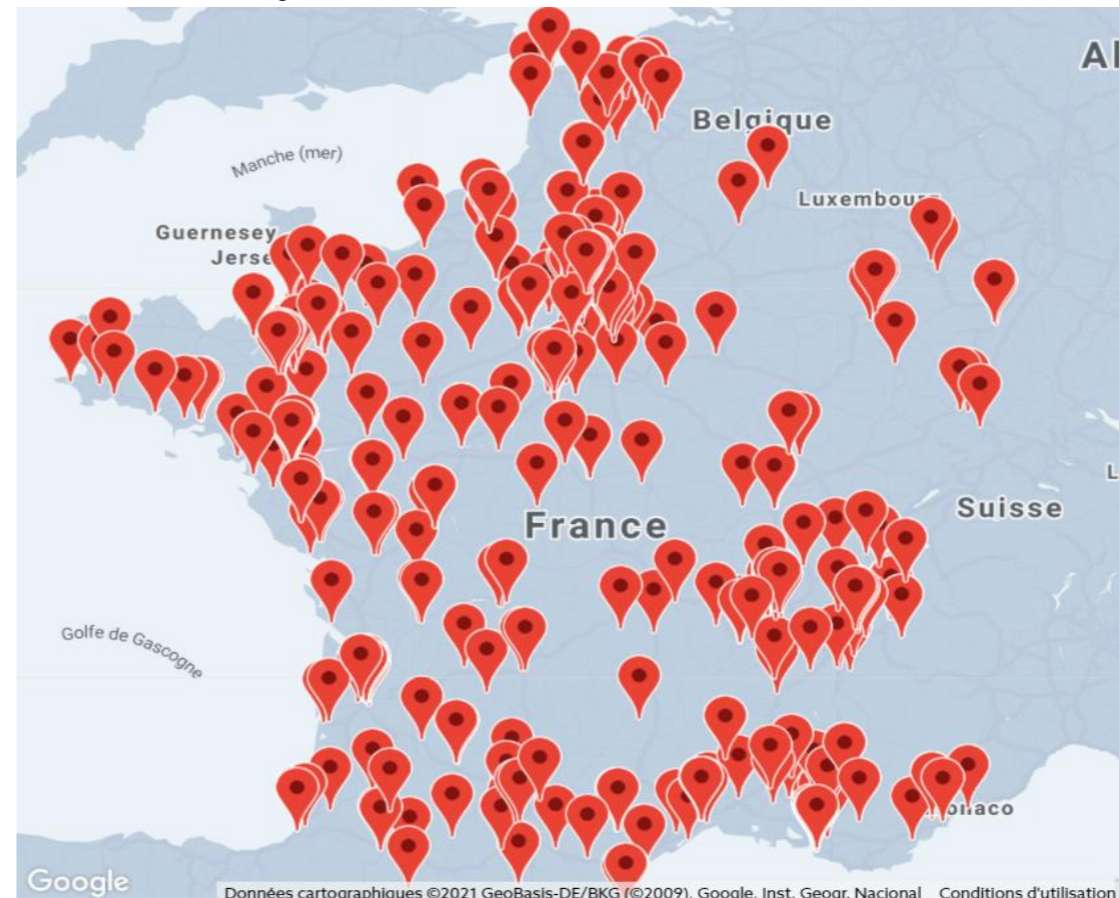 Belgique
Manche (mer)
Luxembourg
Guernesey
Jerse
Suisse
France
Golfe de Gascogne
onaco
Google
Données cartographiques ©2021 GeoBasis-DE/BKG (©2009), Google, Inst. Geogr. Nacional Conditions d'utilisation